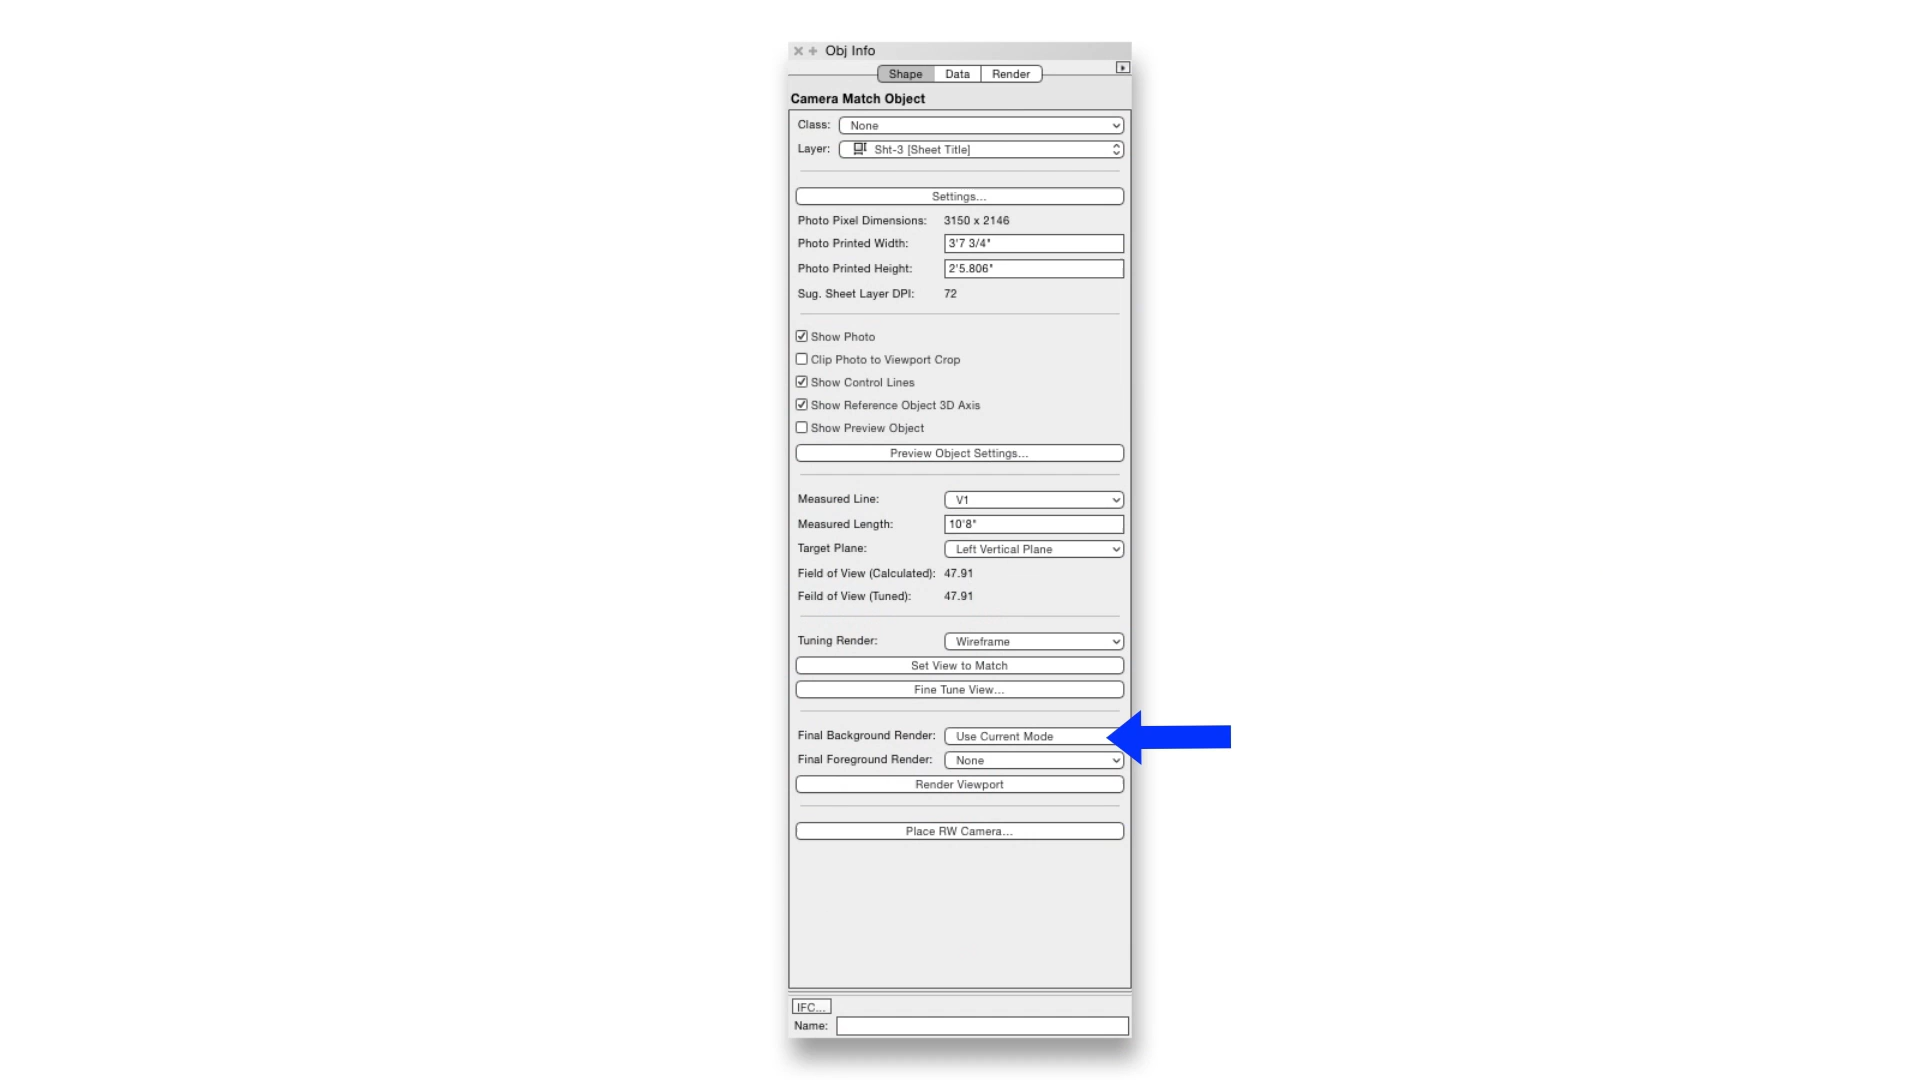 Obj Info
Shape Data Render
Camera Match Object
Class: None
Layer: Sht-3 [Sheet Title]
Settings...
Photo Pixel Dimensions: 3150 x 2146
Photo Printed Width: 3'7 3/4"
Photo Printed Height: 2'5.806"
Sug. Sheet Layer DPI: 72
Show Photo
Clip Photo to Viewport Crop
Show Control Lines
Show Reference Object 3D Axis
Show Preview Object
Preview Object Settings...
Measured Line: V1
Measured Length: 10'8"
Target Plane: Left Vertical Plane
Field of View (Calculated): 47.91
Feild of View (Tuned): 47.91
Tuning Render: Wireframe
Set View to Match
Fine Tune View...
Final Background Render: Use Current Mode
Final Foreground Render: None
Render Viewport
Place RW Camera...
IFC...
Name: